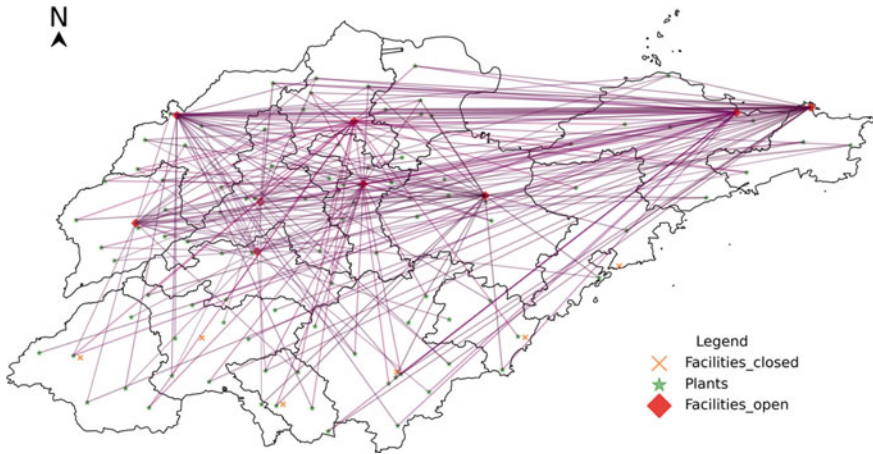 N
Legend
Facilities_closed
Plants
Facilities_open